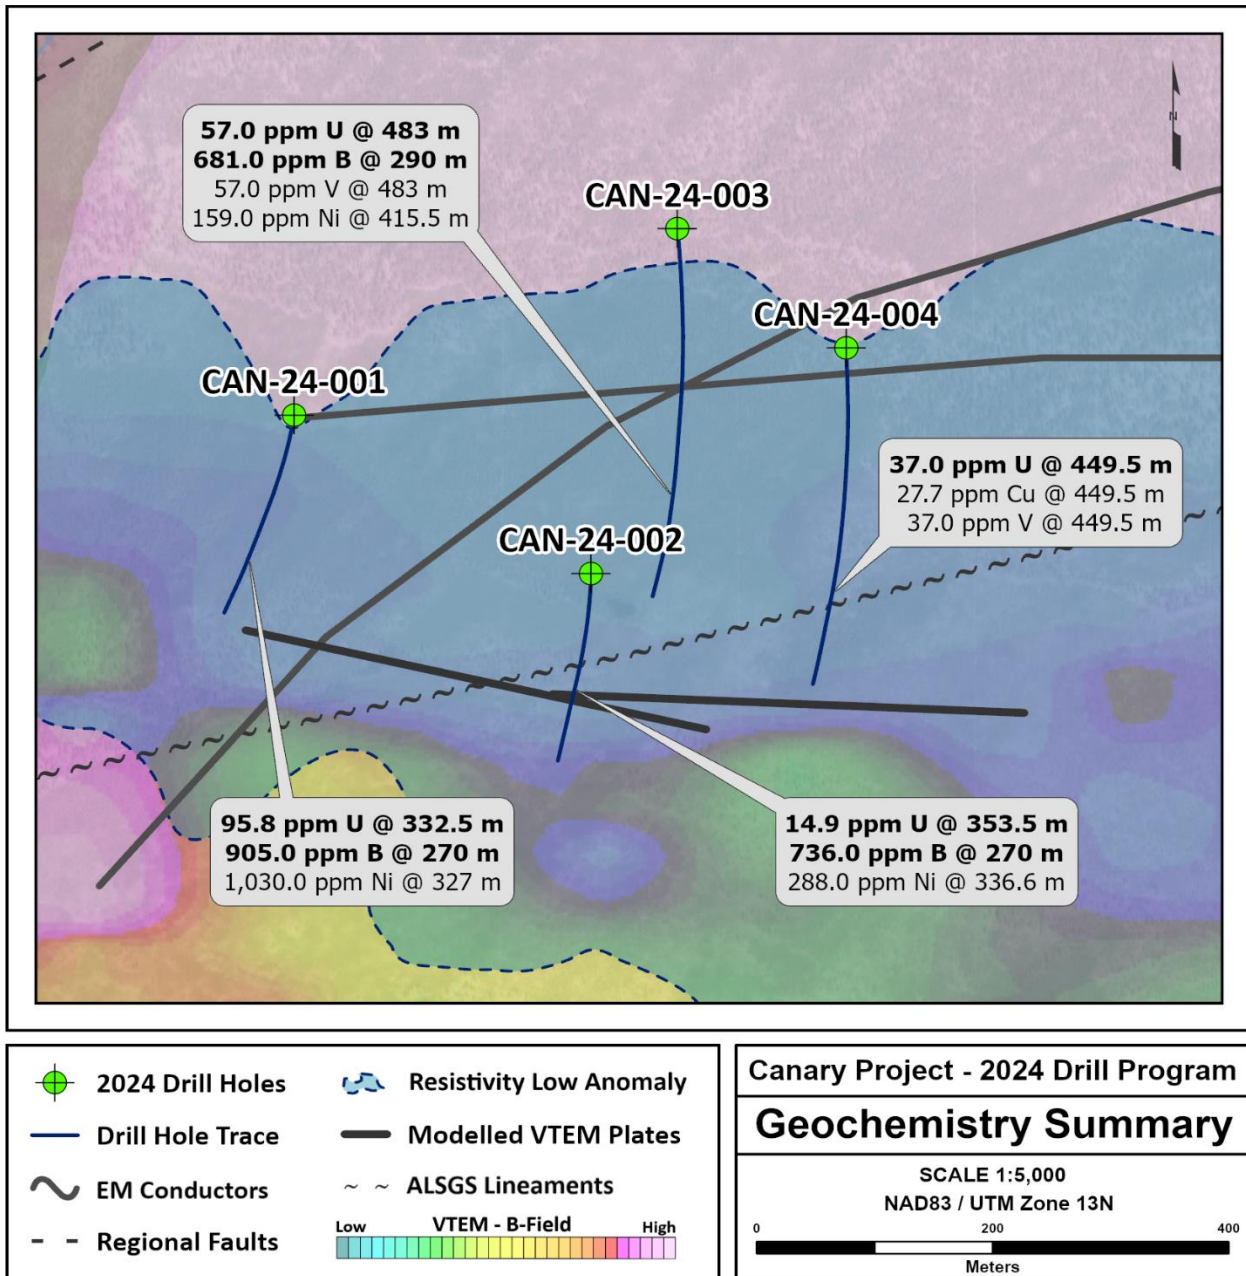 N
57.0 ppm U @ 483 m
681.0 ppm B @ 290 m
57.0 ppm V @ 483 m
159.0 ppm Ni @ 415.5 m
CAN-24-003
CAN-24-004
CAN-24-001
37.0 ppm U @ 449.5 m
27.7 ppm Cu @ 449.5 m
37.0 ppm V @ 449.5 m
CAN-24-002
95.8 ppm U @ 332.5 m
905.0 ppm B @ 270 m
1,030.0 ppm Ni @ 327 m
14.9 ppm U @ 353.5 m
736.0 ppm B @ 270 m
288.0 ppm Ni @ 336.6 m
2024 Drill Holes
Drill Hole Trace
EM Conductors
Regional Faults
Resistivity Low Anomaly
Modelled VTEM Plates
ALSGS Lineaments
Low VTEM - B-Field High
Canary Project - 2024 Drill Program
Geochemistry Summary
SCALE 1:5,000
NAD83 / UTM Zone 13N
0 200 400
Meters